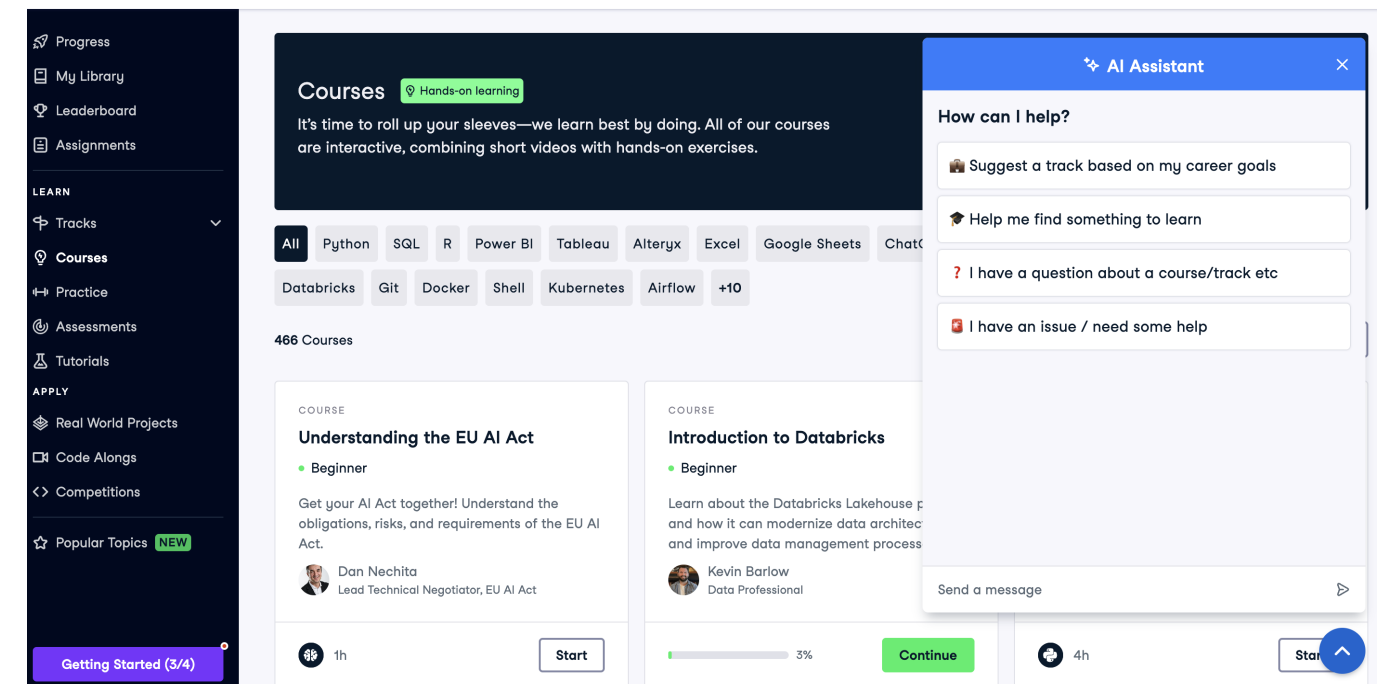 Progress
My Library
Leaderboard
Assignments
LEARN
Tracks
Courses
Practice
Assessments
Tutorials
APPLY
Real World Projects
Code Alongs
Competitions
Popular Topics NEW
Getting Started (3/4)
Courses Hands-on learning
It's time to roll up your sleeves—we learn best by doing. All of our courses
are interactive, combining short videos with hands-on exercises.
All Python SQL R Power BI Tableau Alteryx Excel Google Sheets Chat
Databricks Git Docker Shell Kubernetes Airflow +10
466 Courses
COURSE
Understanding the EU AI Act
Beginner
Get your AI Act together! Understand the
obligations, risks, and requirements of the EU AI
Act.
Dan Nechita
Lead Technical Negotiator, EU AI Act
1h Start
COURSE
Introduction to Databricks
Beginner
Learn about the Databricks Lakehouse
and how it can modernize data
and improve data management
Kevin Barlow
Data Professional
3% Continue
4h
AI Assistant
How can I help?
Suggest a track based on my career goals
Help me find something to learn
? I have a question about a course/track etc
I have an issue / need some help
Send a message